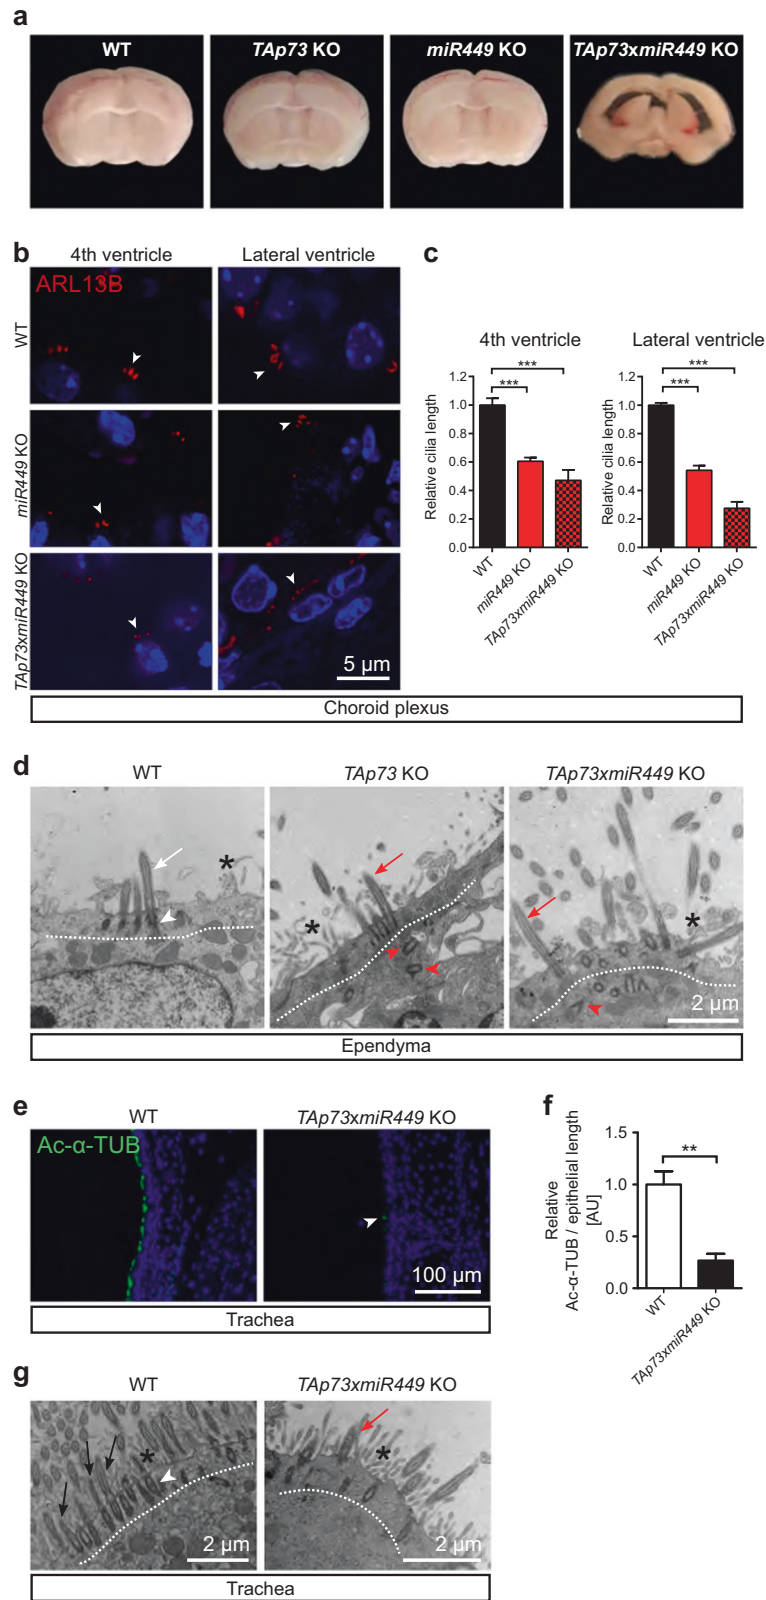 a
WT
TAp73 KO
miR449 KO
TAp73xmiR449 KO
b
4th ventricle
Lateral ventricle
ARL13B
WT
miR449 KO
TAp73xmiR449 KO
5 µm
c
4th ventricle
Lateral ventricle
Relative cilia length
1.2
1.0
0.8
0.6
0.4
0.2
0.0
***
***
WT
miR449 KO
TAp73xmiR449 KO
Relative cilia length
1.2
1.0
0.8
0.6
0.4
0.2
0.0
***
***
WT
miR449 KO
TAp73xmiR449 KO
Choroid plexus
d
WT
TAp73 KO
TAp73xmiR449 KO
*
*
*
2 µm
Ependyma
e
WT
TAp73xmiR449 KO
Ac-α-TUB
100 µm
Trachea
f
Relative
Ac-α-TUB / epithelial length
[AU]
1.5
1.0
0.5
0.0
**
WT
TAp73xmiR449 KO
g
WT
TAp73xmiR449 KO
*
*
2 µm
2 µm
Trachea